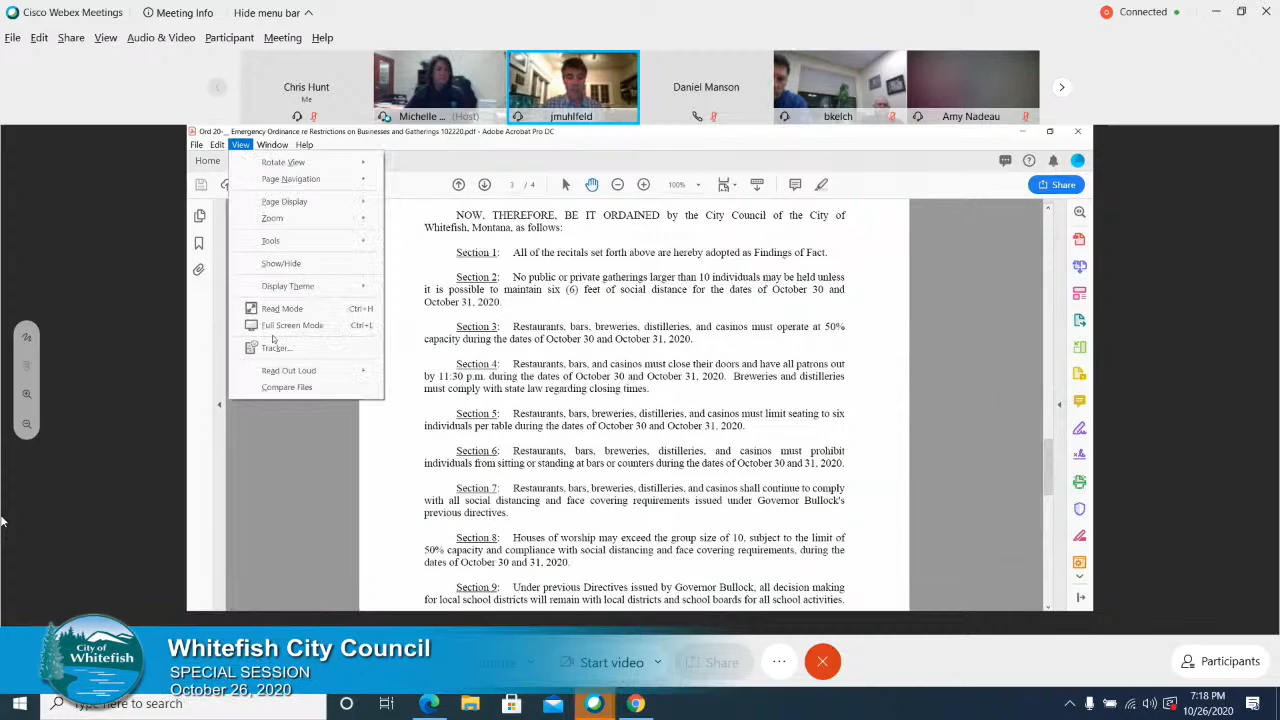 Cisco Webex Meetings
Meeting Info
Hide menu bar
Connected
File Edit Share View Audio & Video Participant Meeting Help
Chris Hunt
Me
Michelle ... (Host)
jmuhlfeld
Daniel Manson
bkelch
Amy Nadeau
Ord 20-__ Emergency Ordinance re Restrictions on Businesses and Gatherings 102220.pdf - Adobe Acrobat Pro DC
File Edit View Window Help
Home
3 / 4
100%
Share
Rotate View
Page Navigation
Page Display
Zoom
Tools
Show/Hide
Display Theme
Read Mode Ctrl+H
Full Screen Mode Ctrl+L
Tracker...
Read Out Loud
Compare Files
NOW, THEREFORE, BE IT ORDAINED by the City Council of the City of
Whitefish, Montana, as follows:
Section 1: All of the recitals set forth above are hereby adopted as Findings of Fact.
Section 2: No public or private gatherings larger than 10 individuals may be held unless
it is possible to maintain six (6) feet of social distance for the dates of October 30 and
October 31, 2020.
Section 3: Restaurants, bars, breweries, distilleries, and casinos must operate at 50%
capacity during the dates of October 30 and October 31, 2020.
Section 4: Restaurants, bars, and casinos must close their doors and have all patrons out
by 11:30 p.m. during the dates of October 30 and October 31, 2020. Breweries and distilleries
must comply with state law regarding closing times.
Section 5: Restaurants, bars, breweries, distilleries, and casinos must limit seating to six
individuals per table during the dates of October 30 and October 31, 2020.
Section 6: Restaurants, bars, breweries, distilleries, and casinos must prohibit
individuals from sitting or standing at bars or counters during the dates of October 30 and 31, 2020.
Section 7: Restaurants, bars, breweries, distilleries, and casinos shall continue to comply
with all social distancing and face covering requirements issued under Governor Bullock's
previous directives.
Section 8: Houses of worship may exceed the group size of 10, subject to the limit of
50% capacity and compliance with social distancing and face covering requirements, during the
dates of October 30 and 31, 2020.
Section 9: Under previous Directives issued by Governor Bullock, all decision making
for local school districts will remain with local districts and school boards for all school activities.
City of
Whitefish
Whitefish City Council
SPECIAL SESSION
October 26, 2020
Start video
Share
Participants
Type here to search
7:18 PM
10/26/2020